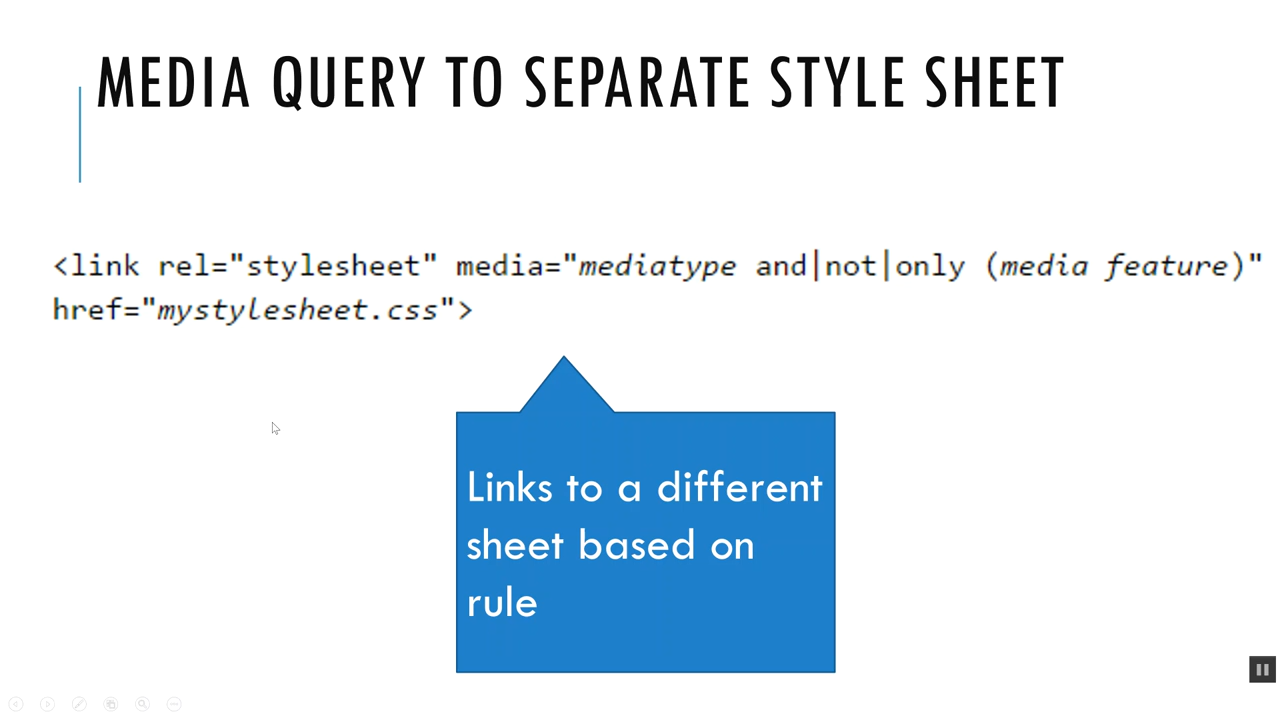 MEDIA QUERY TO SEPARATE STYLE SHEET
<link rel="stylesheet" media="mediatype and|not|only (media feature)"
href="mystylesheet.css">
Links to a different
sheet based on
rule